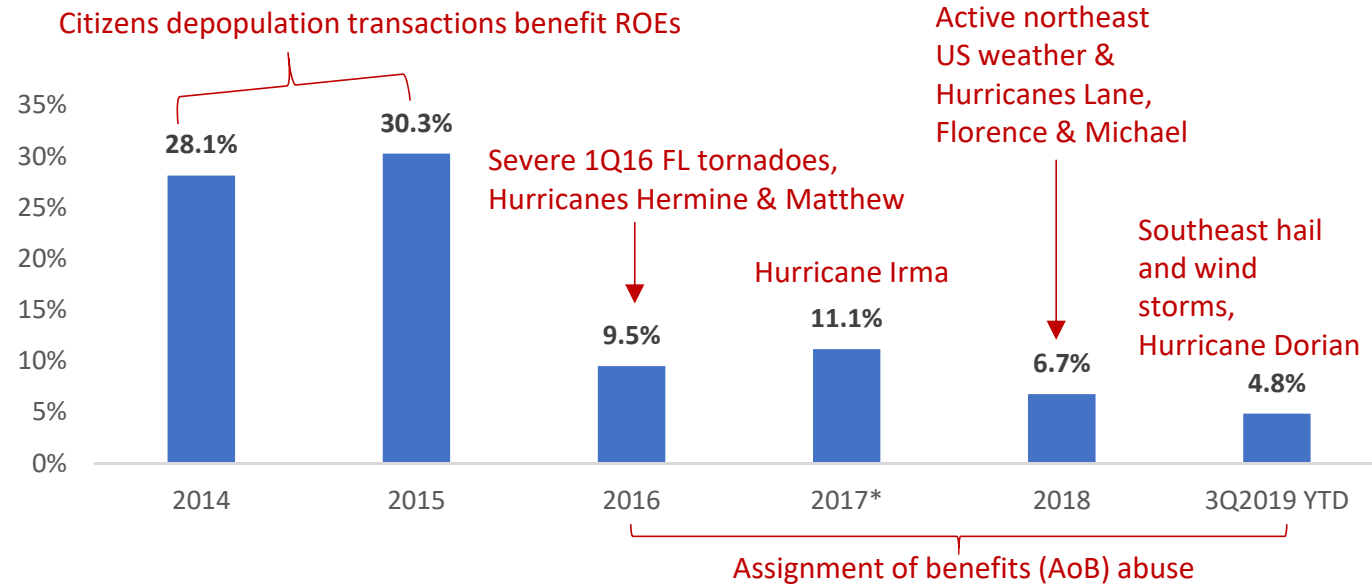 Citizens depopulation transactions benefit ROEs
Active northeast
US weather &
Hurricanes Lane,
Florence & Michael
Severe 1Q16 FL tornadoes,
Hurricanes Hermine & Matthew
Hurricane Irma
Southeast hail
and wind
storms,
Hurricane Dorian
35%
30%
25%
20%
15%
10%
5%
0%
28.1%
30.3%
9.5%
11.1%
6.7%
4.8%
2014
2015
2016
2017*
2018
3Q2019 YTD
Assignment of benefits (AoB) abuse